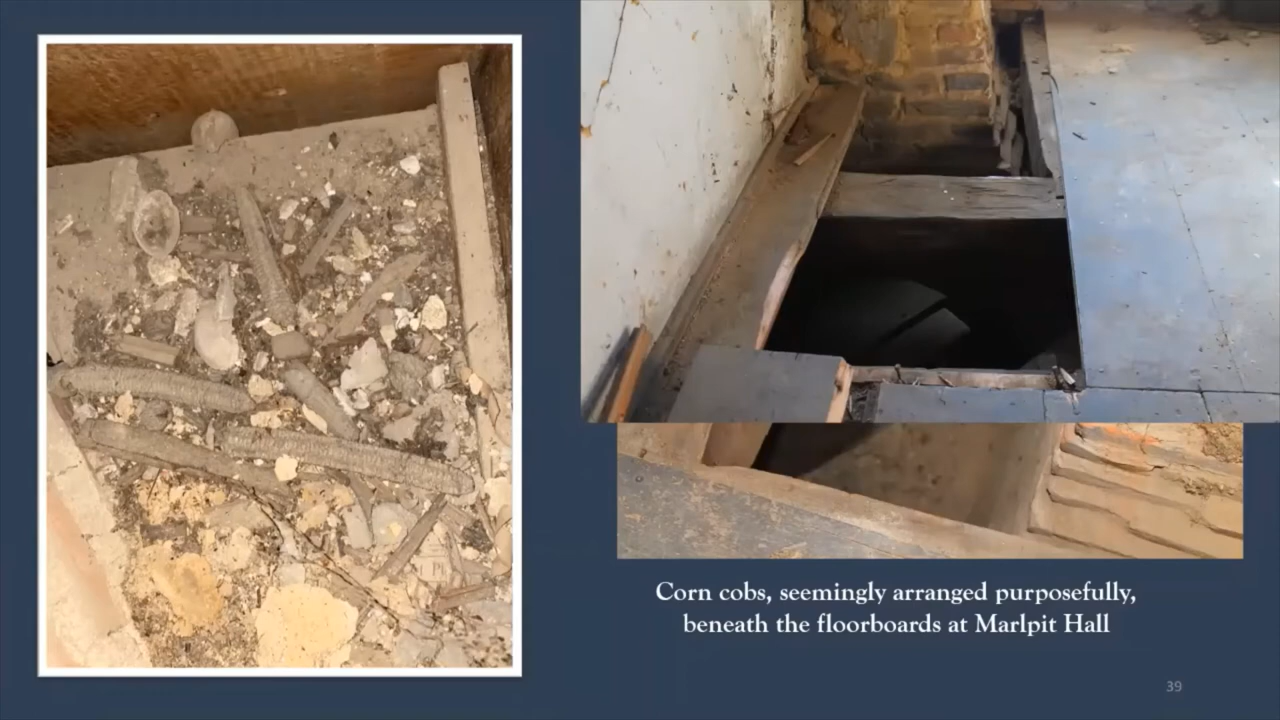 Corn cobs, seemingly arranged purposefully,
beneath the floorboards at Marlpit Hall
39